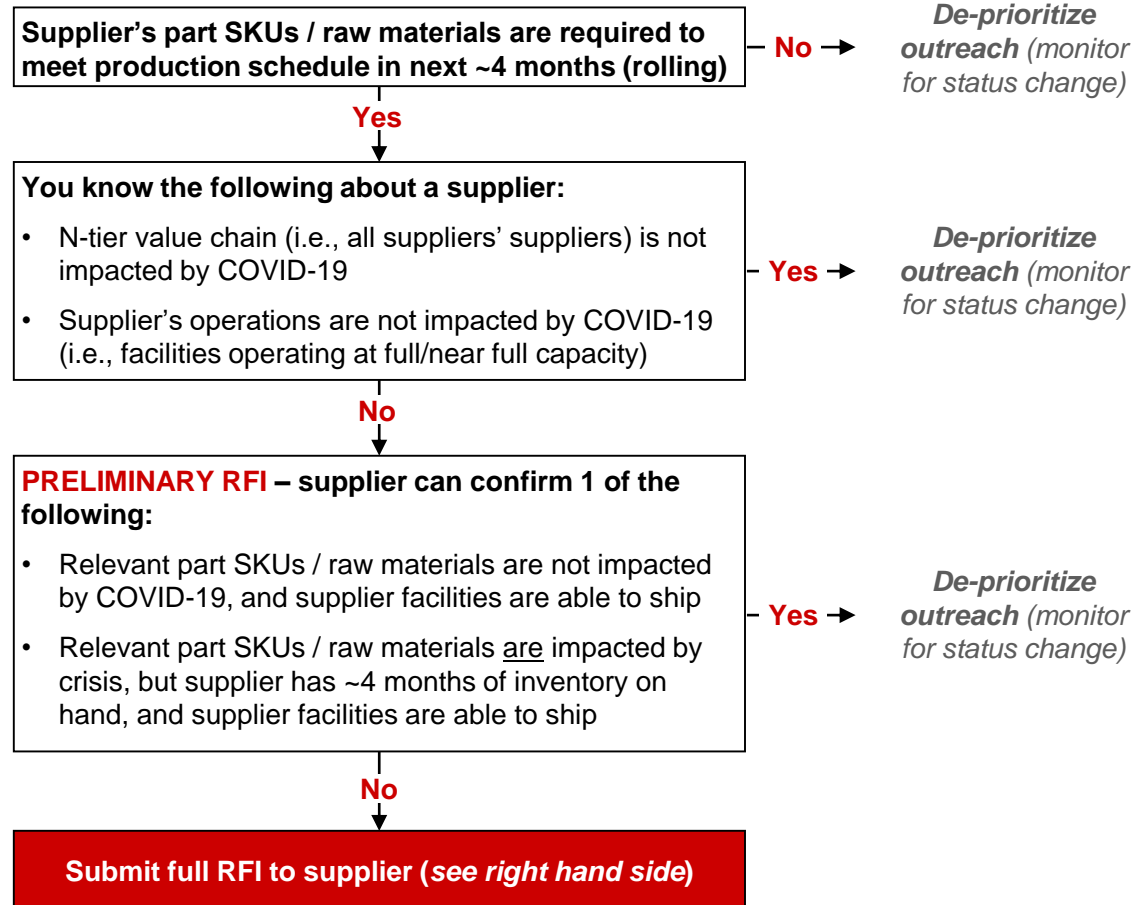 Supplier's part SKUs / raw materials are required to
meet production schedule in next ~4 months (rolling)
No
De-prioritize
outreach (monitor
for status change)
Yes
You know the following about a supplier:
• N-tier value chain (i.e., all suppliers' suppliers) is not
impacted by COVID-19
• Supplier's operations are not impacted by COVID-19
(i.e., facilities operating at full/near full capacity)
Yes
De-prioritize
outreach (monitor
for status change)
No
PRELIMINARY RFI – supplier can confirm 1 of the
following:
• Relevant part SKUs / raw materials are not impacted
by COVID-19, and supplier facilities are able to ship
• Relevant part SKUs / raw materials are impacted by
crisis, but supplier has ~4 months of inventory on
hand, and supplier facilities are able to ship
Yes
De-prioritize
outreach (monitor
for status change)
No
Submit full RFI to supplier (see right hand side)